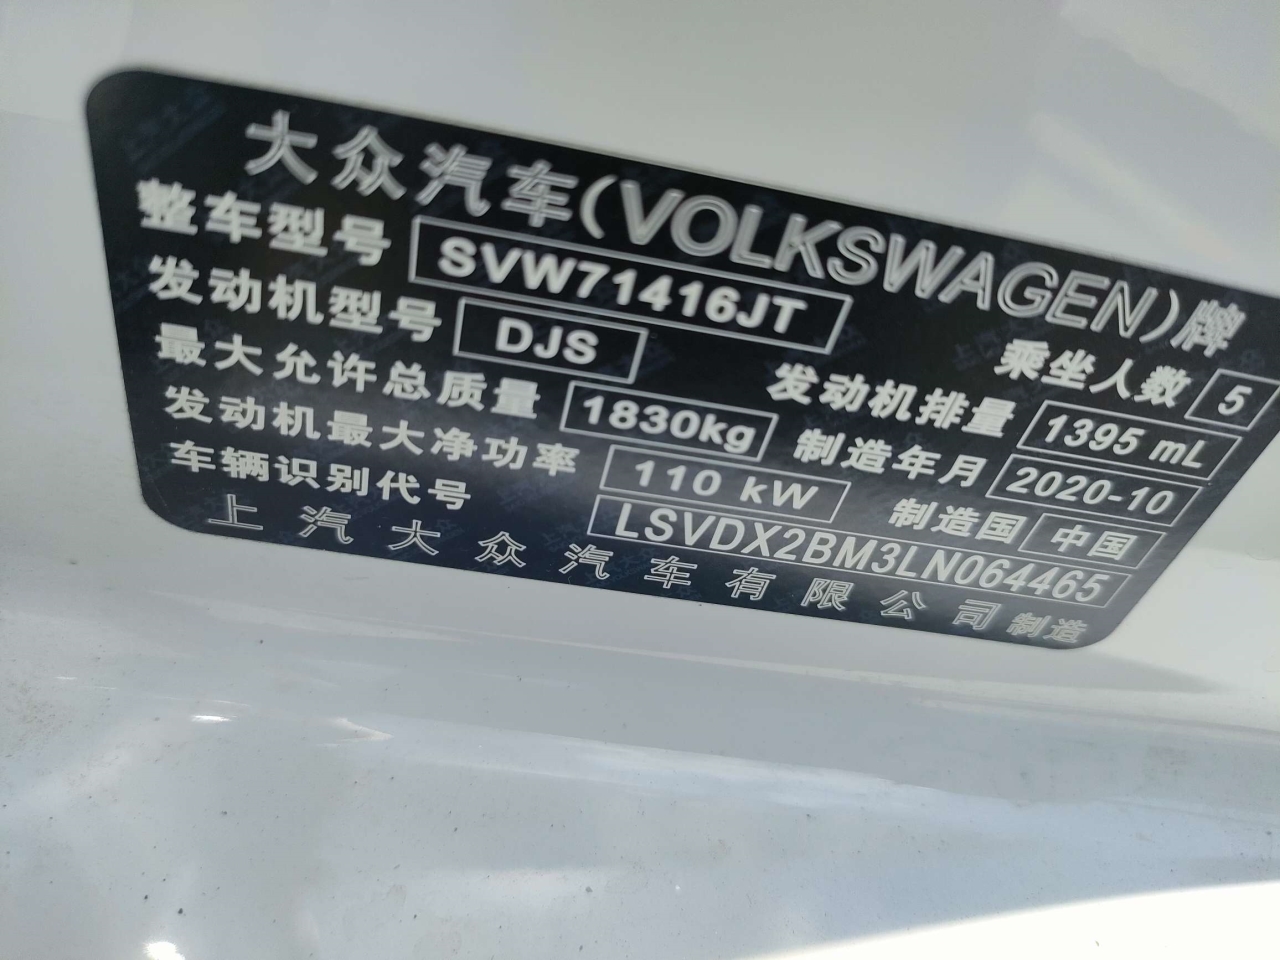 大众汽车(VOLKSWAGEN)牌
整车型号 SVW71416JT 乘坐人数 5
发动机型号 DJS 发动机排量 1395 mL
最大允许总质量 1830kg 制造年月 2020-10
发动机最大净功率 110 kW 制造国 中国
车辆识别代号 LSVDX2BM3LN064465
上汽大众汽车有限公司 制造